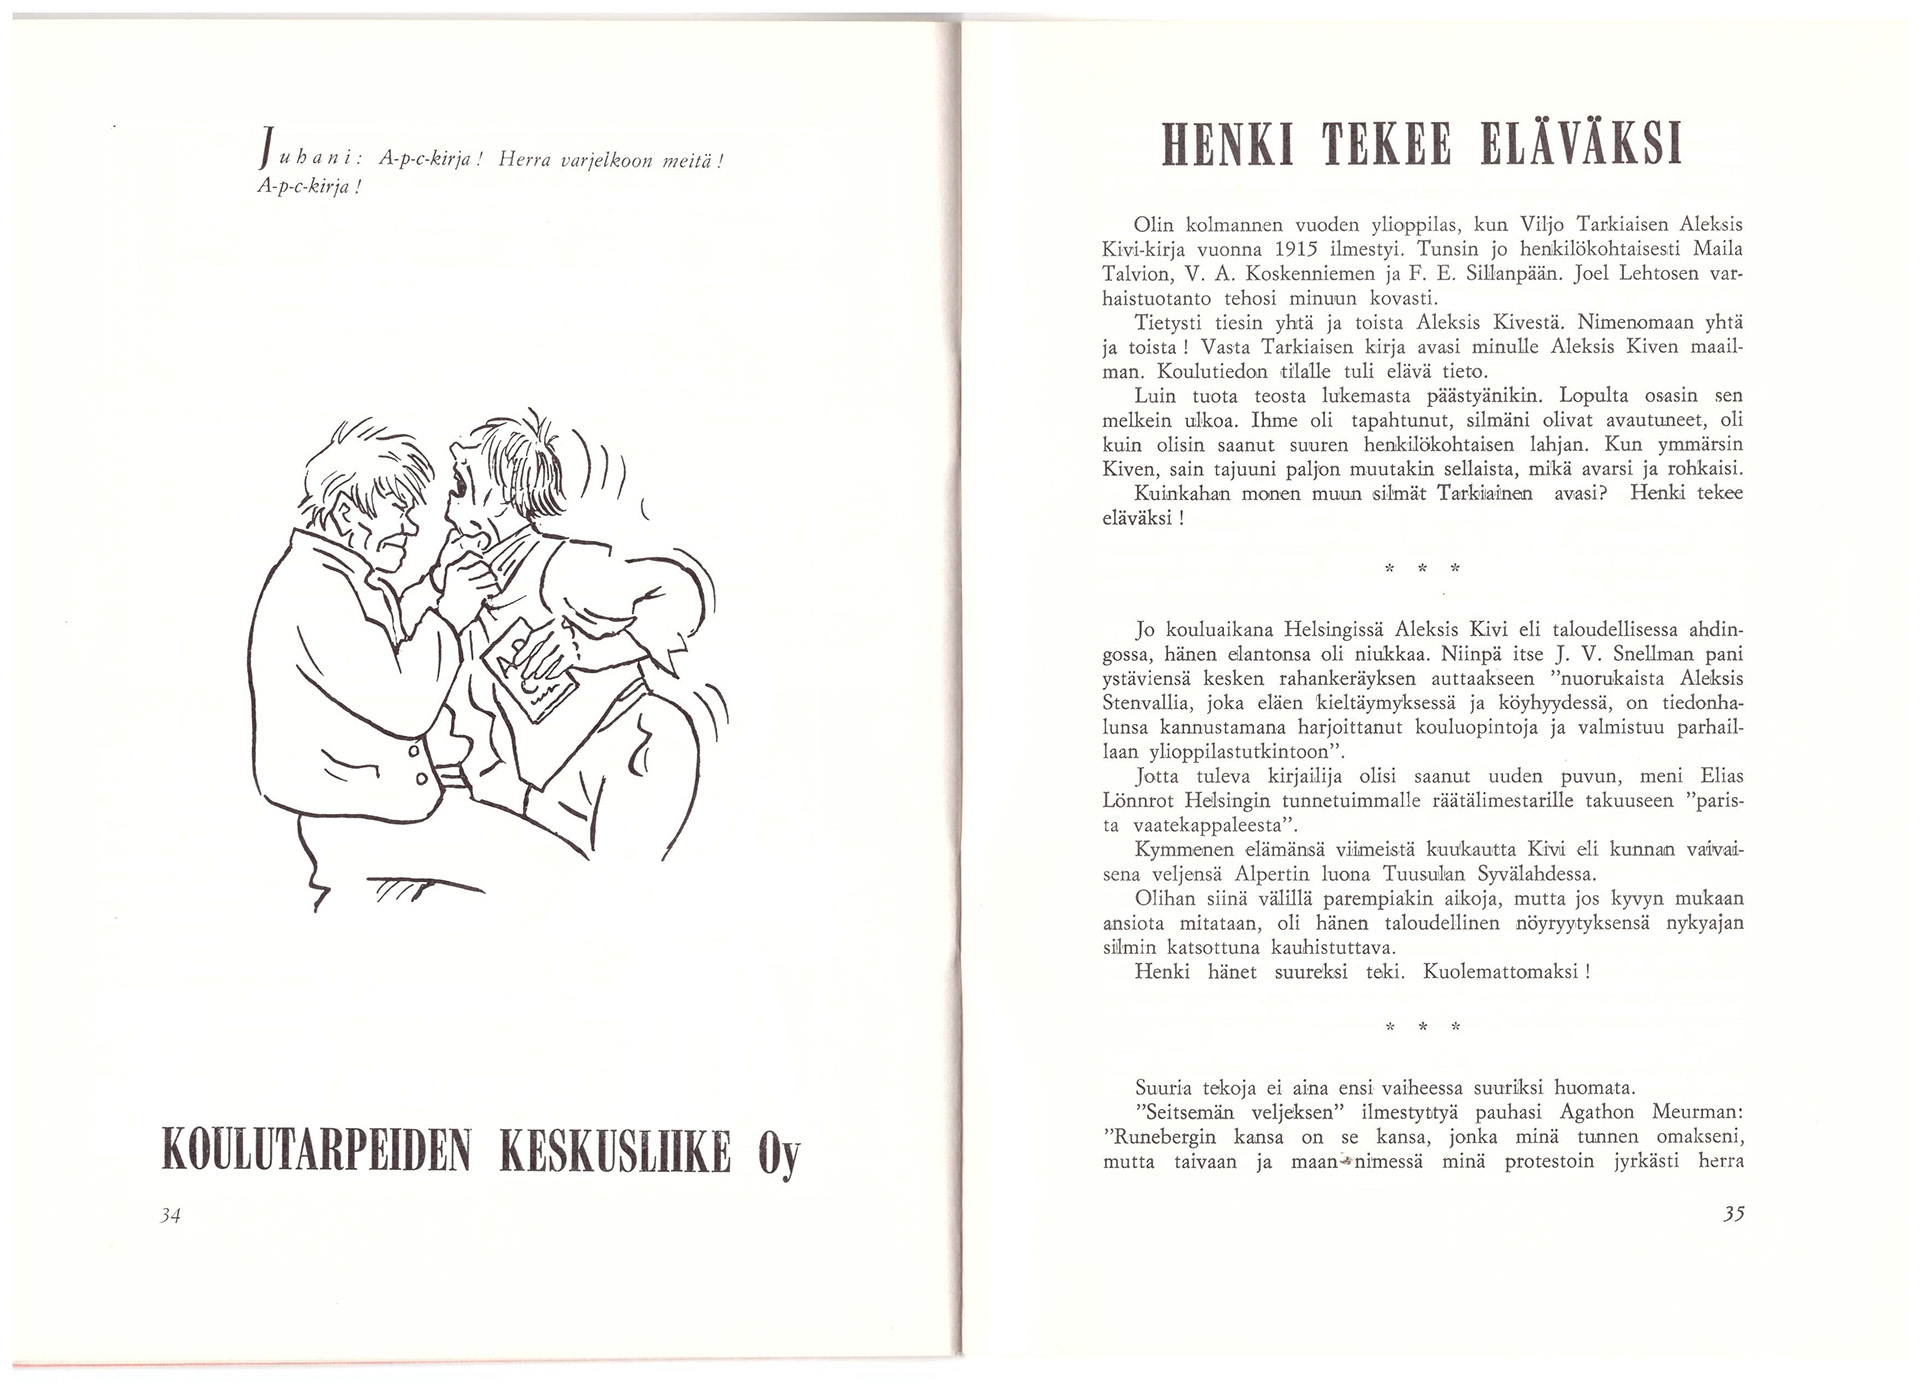 Juhani: A-p-c-kirja! Herra varjelkoon meitä!
A-p-c-kirja!
KOULUTARPEIDEN KESKUSLIIKE Oy
34
HENKI TEKEE ELÄVÄKSI
Olin kolmannen vuoden ylioppilas, kun Viljo Tarkiaisen Aleksis
Kivi-kirja vuonna 1915 ilmestyi. Tunsin jo henkilökohtaisesti Maila
Talvion, V. A. Koskenniemen ja F. E. Sillanpään. Joel Lehtosen var-
haistuotanto tehosi minuun kovasti.
Tietysti tiesin yhtä ja toista Aleksis Kivestä. Nimenomaan yhtä
ja toista! Vasta Tarkiaisen kirja avasi minulle Aleksis Kiven maail-
man. Koulutiedon tilalle tuli elävä tieto.
Luin tuota teosta lukemasta päästyänikin. Lopulta osasin sen
melkein ulkoa. Ihme oli tapahtunut, silmäni olivat avautuneet, oli
kuin olisin saanut suuren henkilökohtaisen lahjan. Kun ymmärsin
Kiven, sain tajuuni paljon muutakin sellaista, mikä avarsi ja rohkaisi.
Kuinkahan monen muun silmät Tarkiainen avasi? Henki tekee
eläväksi!
* * *
Jo kouluaikana Helsingissä Aleksis Kivi eli taloudellisessa ahdin-
gossa, hänen elantonsa oli niukkaa. Niinpä itse J. V. Snellman pani
ystäviensä kesken rahankeräyksen auttaakseen ”nuorukaista Aleksis
Stenvallia, joka eläen kieltäymyksessä ja köyhyydessä, on tiedonha-
lunsa kannustamana harjoittanut kouluopintoja ja valmistuu parhail-
laan ylioppilastutkintoon”.
Jotta tuleva kirjailija olisi saanut uuden puvun, meni Elias
Lönnrot Helsingin tunnetuimmalle räätälimestarille takuuseen ”paris-
ta vaatekappaleesta”.
Kymmenen elämänsä viimeistä kuukautta Kivi eli kunnan vaivai-
sena veljensä Alpertin luona Tuusulan Syvälahdessa.
Olihan siinä välillä parempiakin aikoja, mutta jos kyvyn mukaan
ansiota mitataan, oli hänen taloudellinen nöyryytyksensä nykyajan
silmin katsottuna kauhistuttava.
Henki hänet suureksi teki. Kuolemattomaksi!
* * *
Suuria tekoja ei aina ensi vaiheessa suuriksi huomata.
”Seitsemän veljeksen” ilmestyttyä pauhasi Agathon Meurman:
”Runebergin kansa on se kansa, jonka minä tunnen omakseni,
mutta taivaan ja maan nimessä minä protestoin jyrkästi herra
35